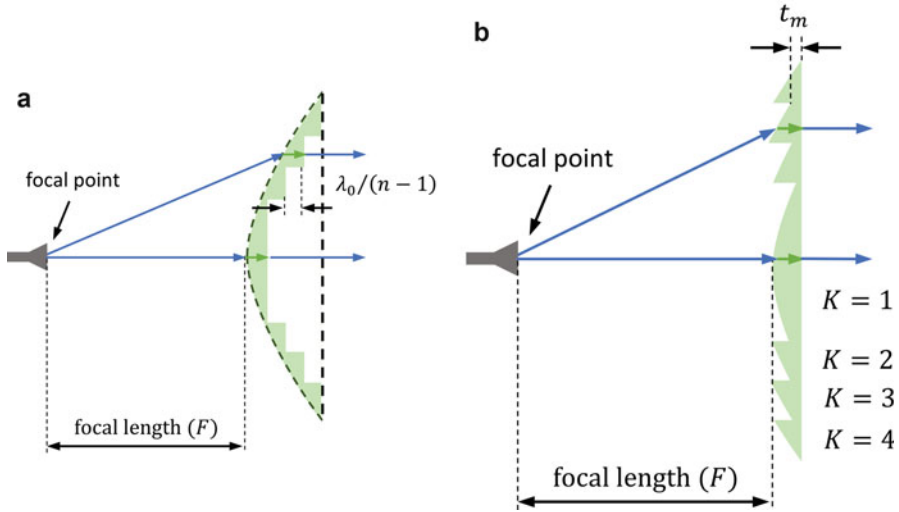 a
focal point
λ₀/(n − 1)
focal length (F)
b
tₘ
focal point
K = 1
K = 2
K = 3
K = 4
focal length (F)